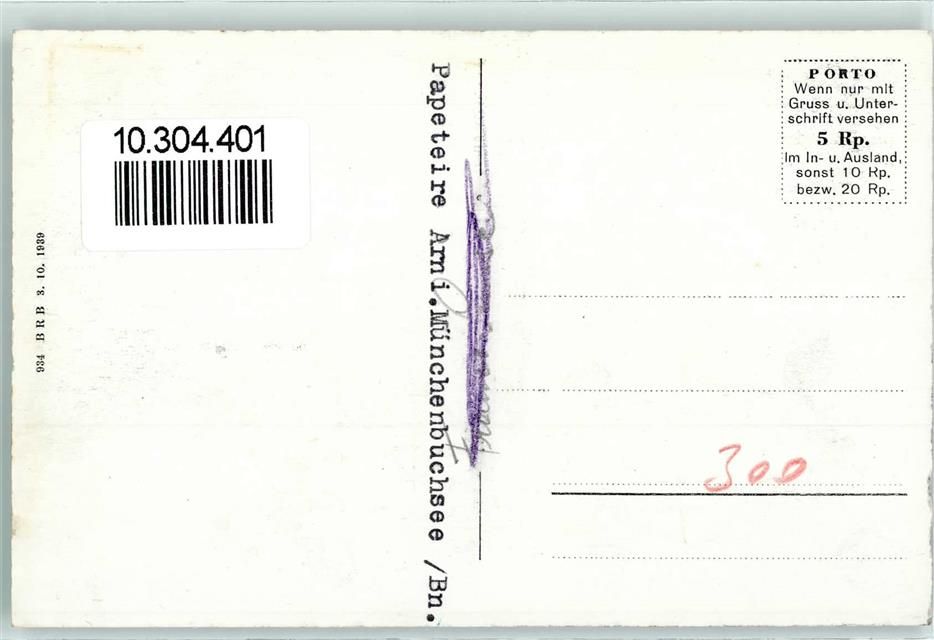 10.304.401
934 BRB 3. 10. 1939
Papeteire Arni.Münchenbuchsee /Bn.
PORTO
Wenn nur mit
Gruss u. Unter-
schrift versehen
5 Rp.
Im In- u. Ausland,
sonst 10 Rp.
bezw. 20 Rp.
300